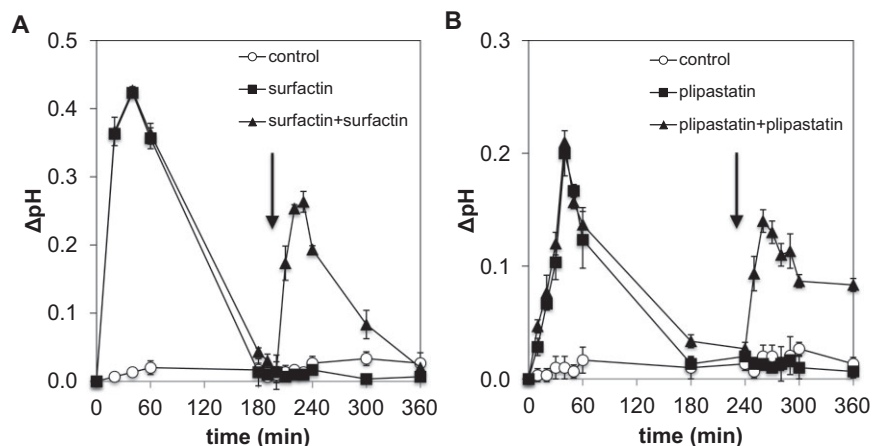 A
0.5
0.4
0.3
0.2
0.1
0.0
ΔpH
control
surfactin
surfactin+surfactin
0 60 120 180 240 300 360
time (min)
B
0.3
0.2
0.1
0.0
ΔpH
control
plipastatin
plipastatin+plipastatin
0 60 120 180 240 300 360
time (min)